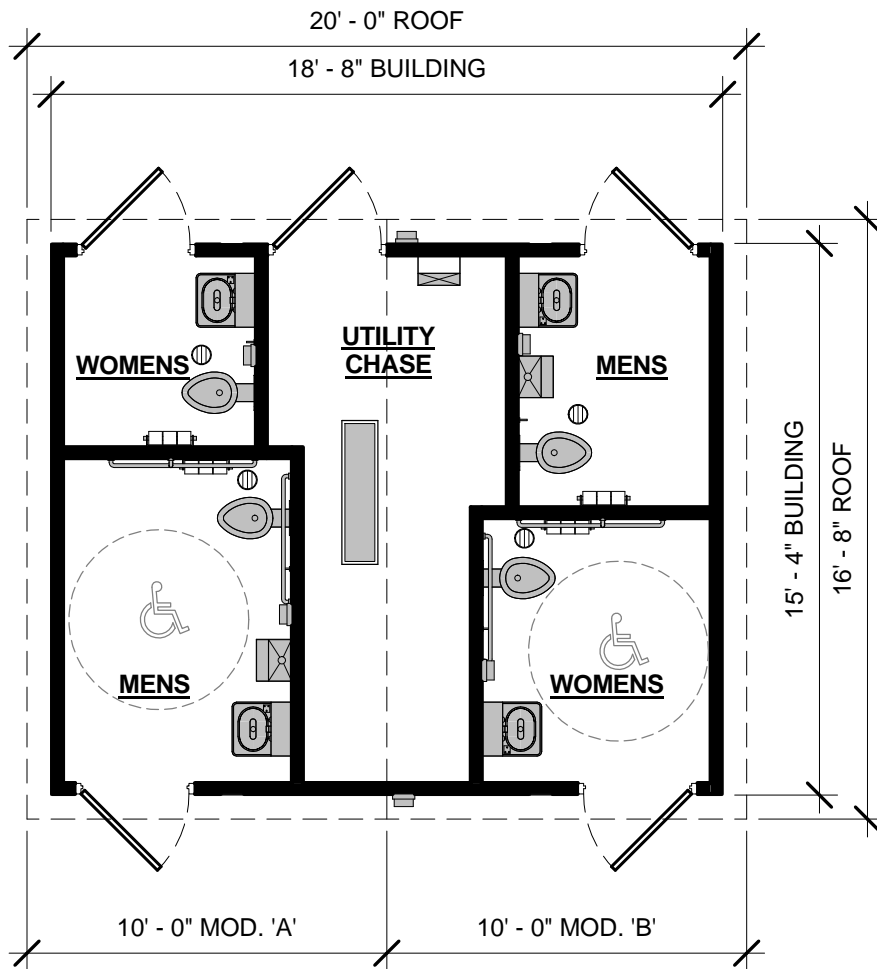 20' - 0" ROOF
18' - 8" BUILDING
UTILITY
CHASE
WOMENS
MENS
15' - 4" BUILDING
16' - 8" ROOF
MENS
WOMENS
10' - 0" MOD. 'A'
10' - 0" MOD. 'B'